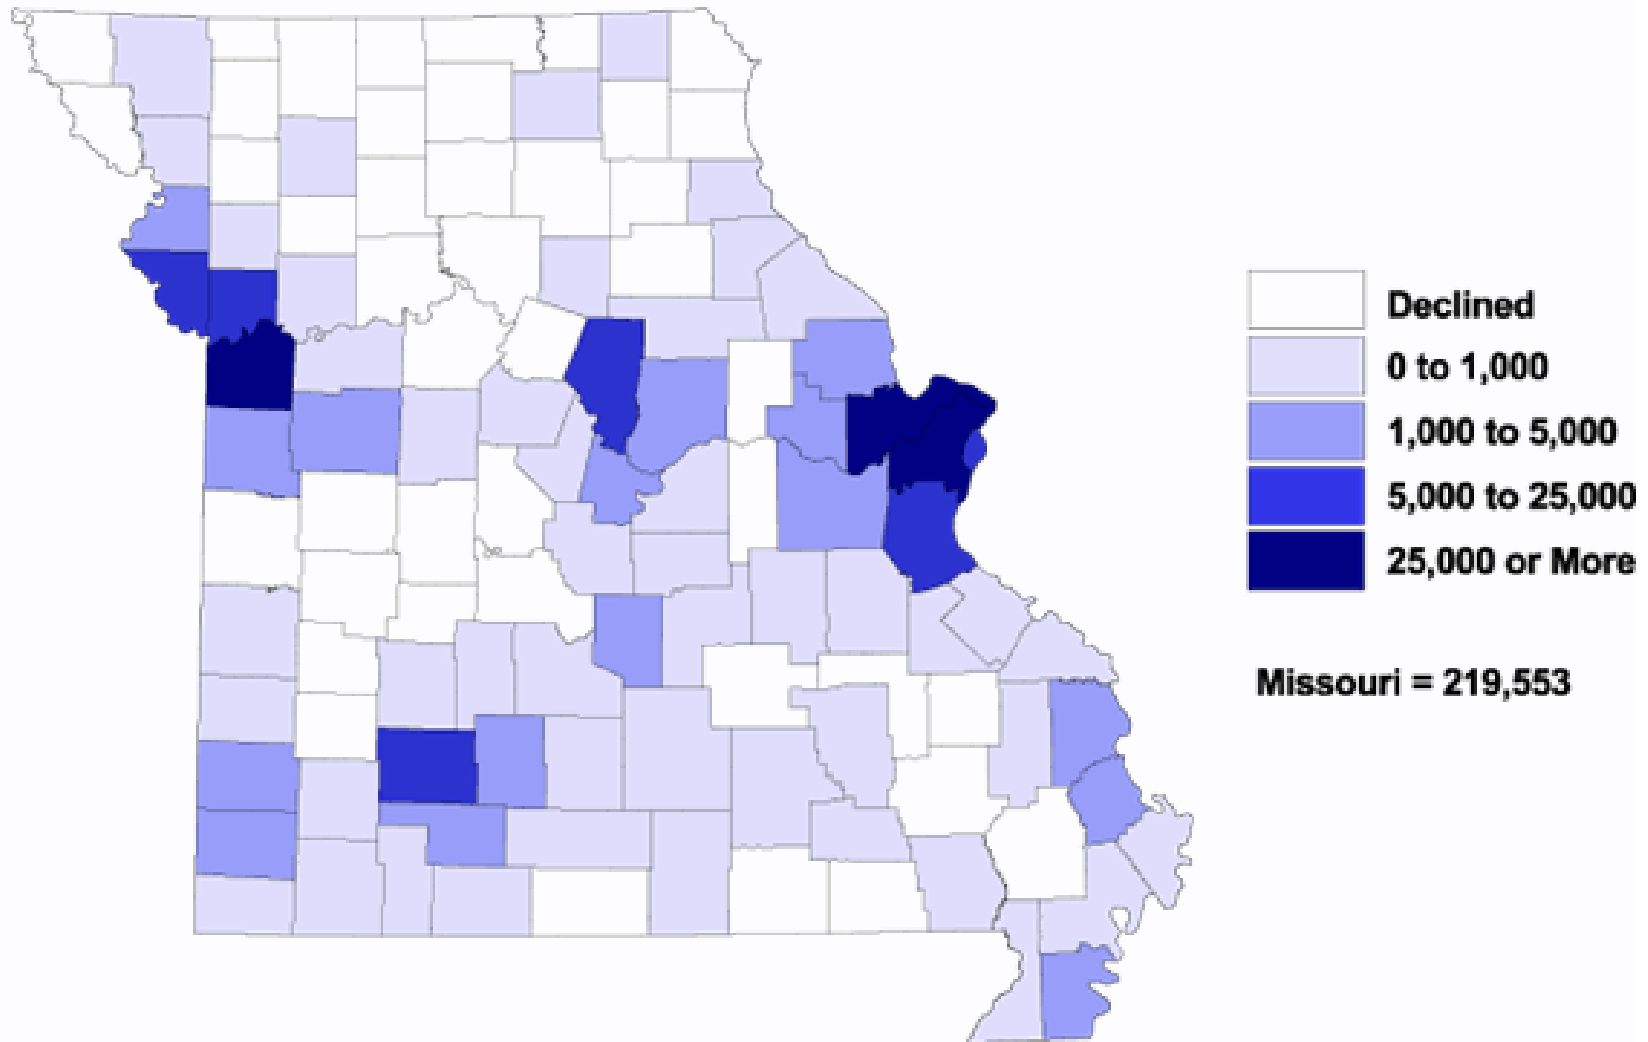 Declined
0 to 1,000
1,000 to 5,000
5,000 to 25,000
25,000 or More
Missouri = 219,553